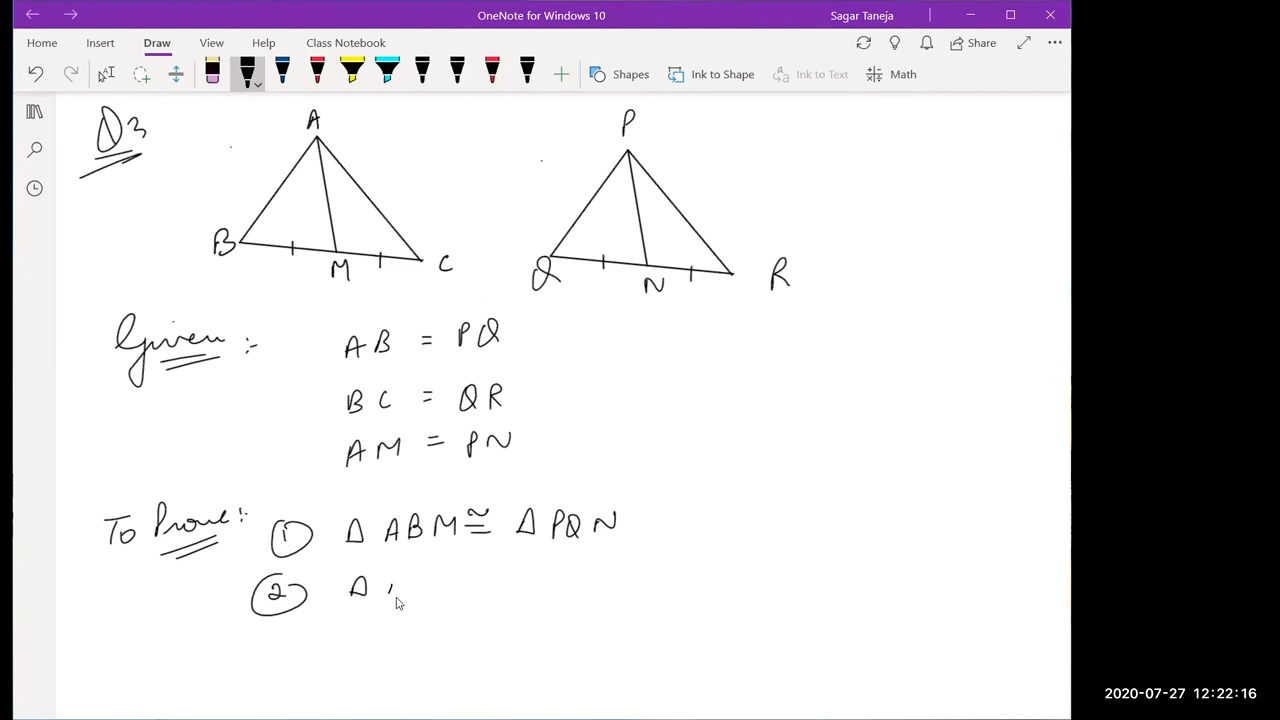 OneNote for Windows 10
Sagar Taneja
Home Insert Draw View Help Class Notebook
Share
Shapes Ink to Shape Ink to Text Math
Q3
A P
B M C Q N R
Given :- AB = PQ
BC = QR
AM = PN
To Prove :- ① Δ ABM ≅ Δ PQN
② Δ
2020-07-27 12:22:16